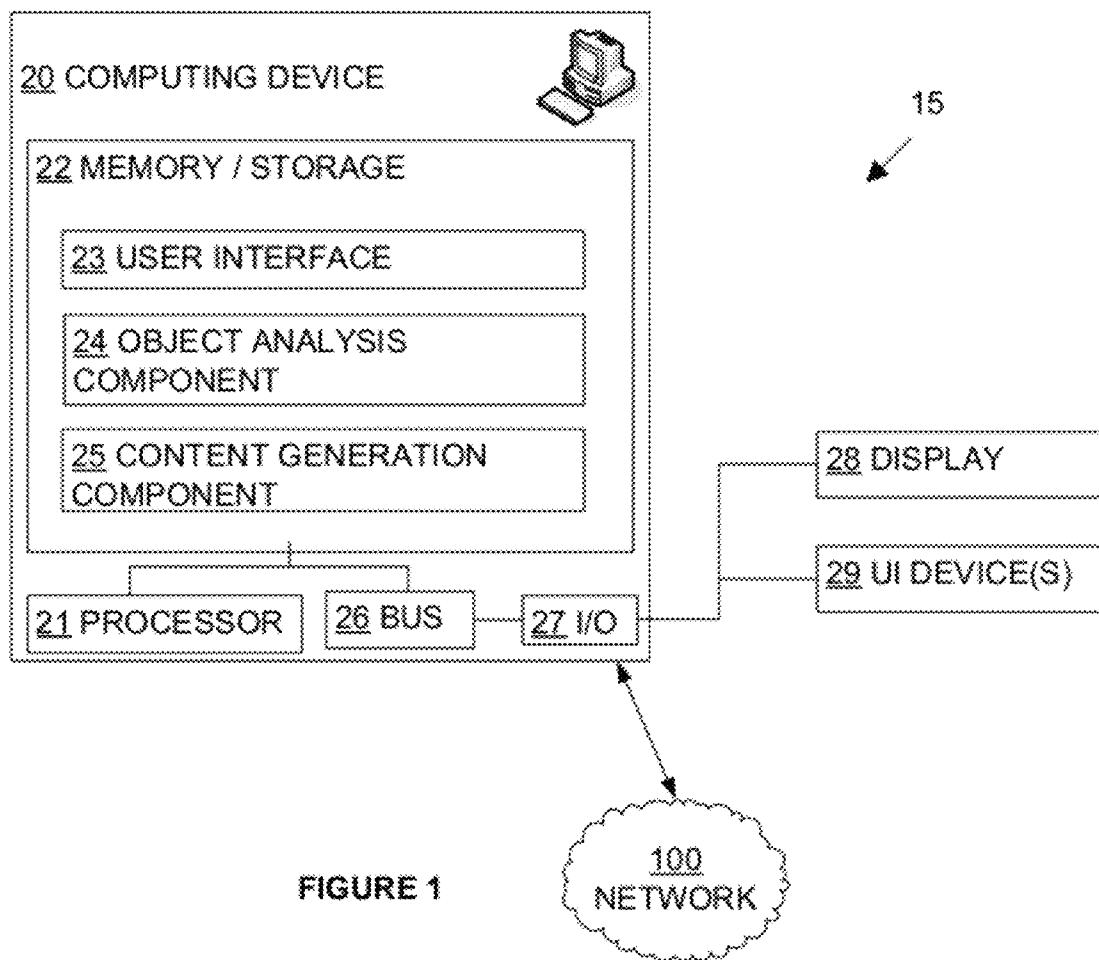 20 COMPUTING DEVICE
15
22 MEMORY / STORAGE
23 USER INTERFACE
24 OBJECT ANALYSIS
COMPONENT
25 CONTENT GENERATION
COMPONENT
28 DISPLAY
29 UI DEVICE(S)
21 PROCESSOR
26 BUS
27 I/O
100
NETWORK
FIGURE 1